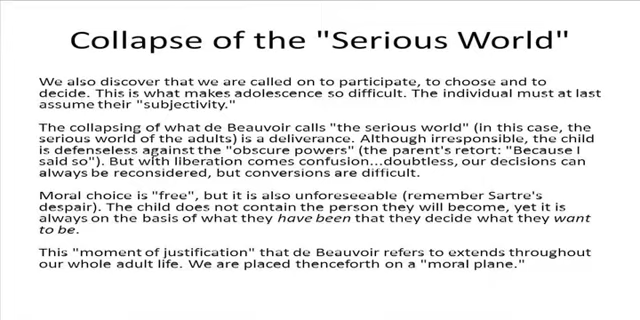 Collapse of the "Serious World"
We also discover that we are called on to participate, to choose and to
decide. This is what makes adolescence so difficult. The individual must at last
assume their "subjectivity."
The collapsing of what de Beauvoir calls "the serious world" (in this case, the
serious world of the adults) is a deliverance. Although irresponsible, the child
is defenseless against the "obscure powers" (the parent's retort: "Because I
said so"). But with liberation comes confusion...doubtless, our decisions can
always be reconsidered, but conversions are difficult.
Moral choice is "free", but it is also unforeseeable (remember Sartre's
despair). The child does not contain the person they will become, yet it is
always on the basis of what they have been that they decide what they want
to be.
This "moment of justification" that de Beauvoir refers to extends throughout
our whole adult life. We are placed thenceforth on a "moral plane."